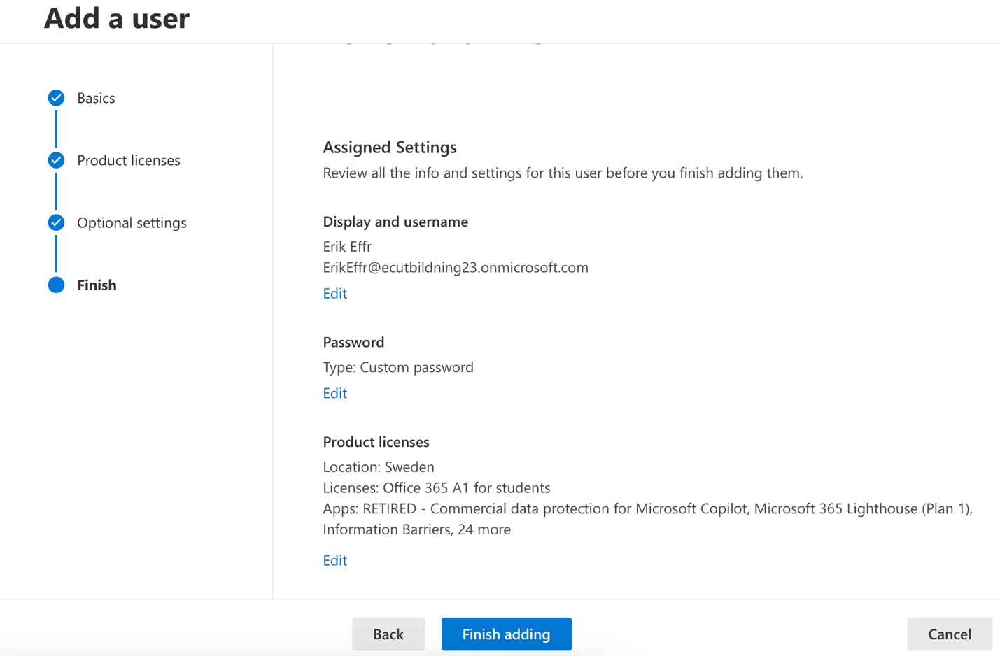 Add a user
Basics
Product licenses
Optional settings
Finish
Assigned Settings
Review all the info and settings for this user before you finish adding them.
Display and username
Erik Effr
ErikEffr@ecutbildning23.onmicrosoft.com
Edit
Password
Type: Custom password
Edit
Product licenses
Location: Sweden
Licenses: Office 365 A1 for students
Apps: RETIRED - Commercial data protection for Microsoft Copilot, Microsoft 365 Lighthouse (Plan 1),
Information Barriers, 24 more
Edit
Back
Finish adding
Cancel